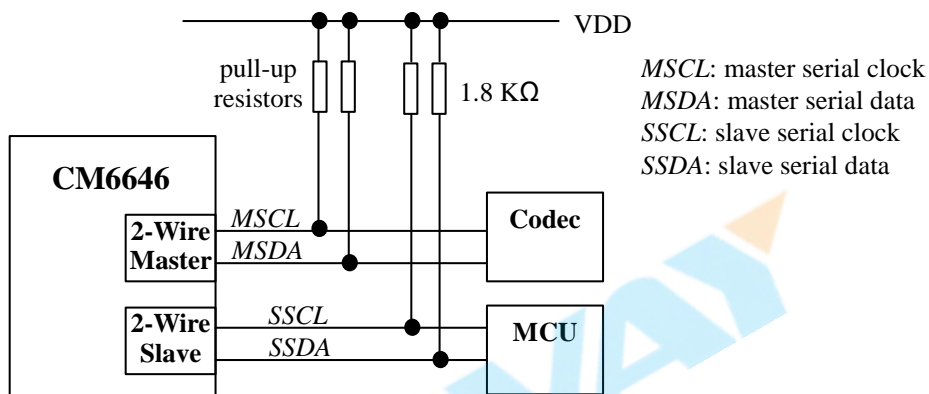 VDD
pull-up
resistors
1.8 KΩ
MSCL: master serial clock
MSDA: master serial data
SSCL: slave serial clock
SSDA: slave serial data
CM6646
2-Wire
Master
MSCL
MSDA
Codec
2-Wire
Slave
SSCL
SSDA
MCU